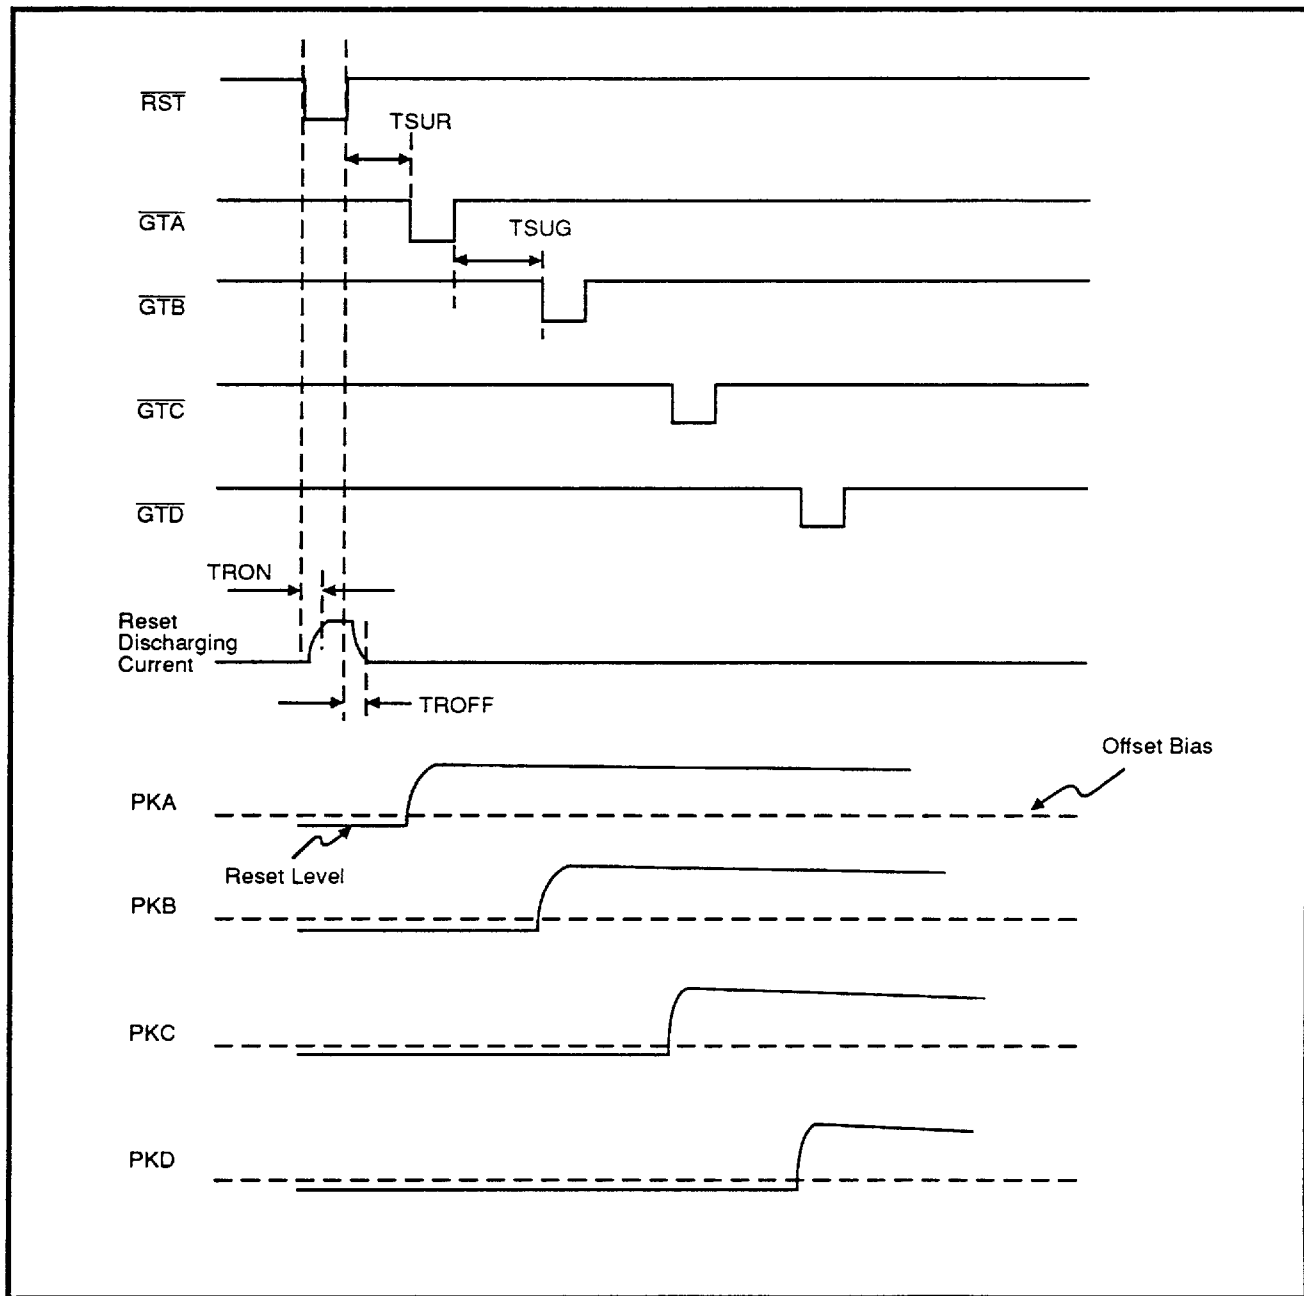 RST
TSUR
GTA
TSUG
GTB
GTC
GTD
TRON
Reset
Discharging
Current
TROFF
Offset Bias
PKA
Reset Level
PKB
PKC
PKD